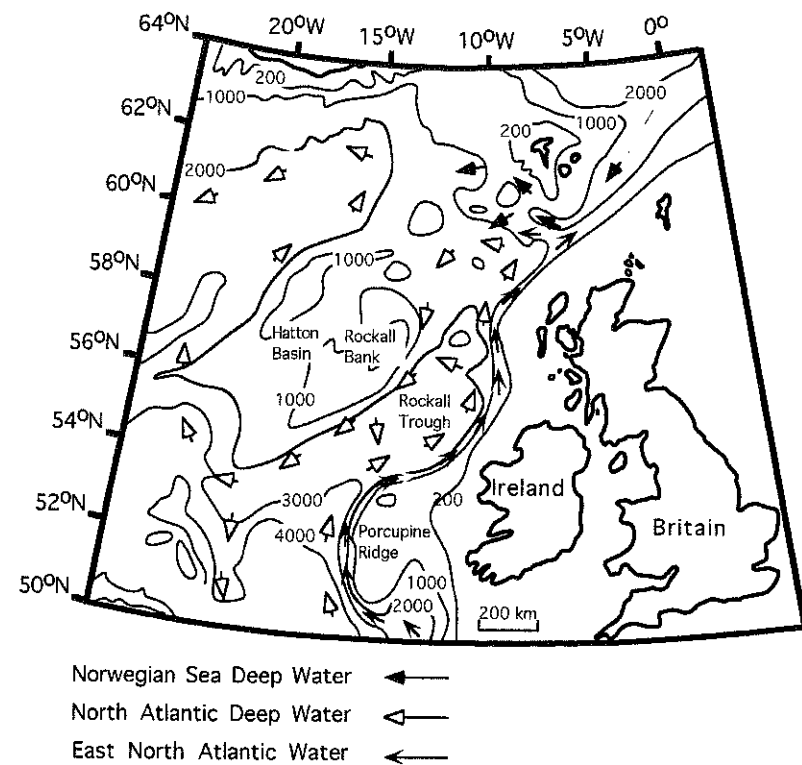 20°W 15°W 10°W 5°W 0°
64°N
200
1000
2000
62°N
1000
200
2000
60°N
1000
58°N
Hatton Basin
Rockall Bank
56°N
1000
Rockall Trough
54°N
3000
200
Ireland
52°N
4000
Porcupine Ridge
Britain
50°N
1000
2000
200 km
Norwegian Sea Deep Water
North Atlantic Deep Water
East North Atlantic Water